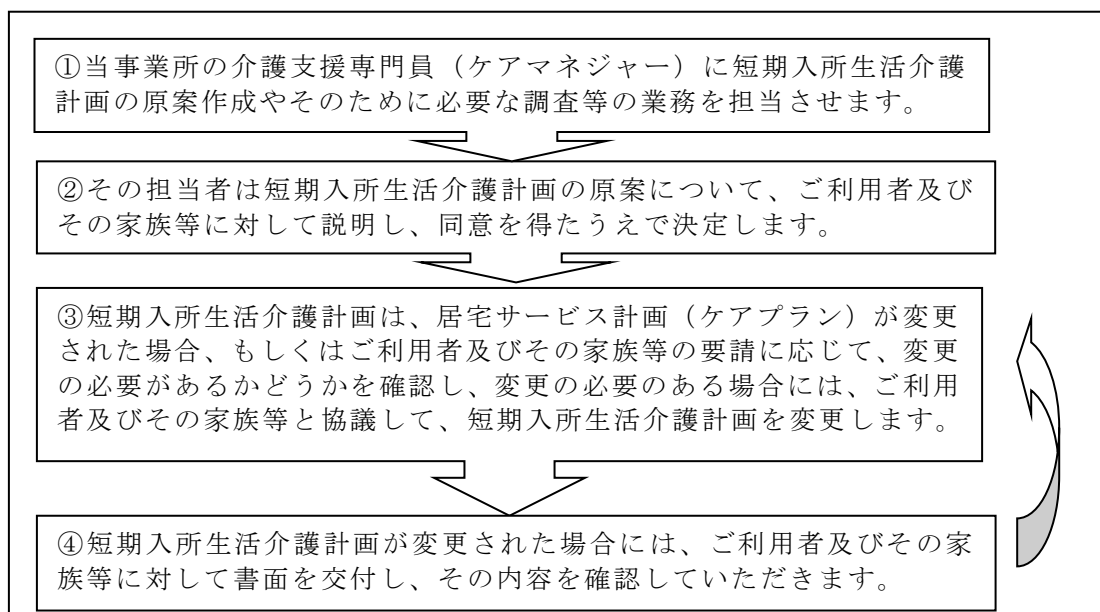 ①当事業所の介護支援専門員（ケアマネジャー）に短期入所生活介護
計画の原案作成やそのために必要な調査等の業務を担当させます。
②その担当者は短期入所生活介護計画の原案について、ご利用者及び
その家族等に対して説明し、同意を得たうえで決定します。
③短期入所生活介護計画は、居宅サービス計画（ケアプラン）が変更
された場合、もしくはご利用者及びその家族等の要請に応じて、変更
の必要があるかどうかを確認し、変更の必要のある場合には、ご利用
者及びその家族等と協議して、短期入所生活介護計画を変更します。
④短期入所生活介護計画が変更された場合には、ご利用者及びその家
族等に対して書面を交付し、その内容を確認していただきます。